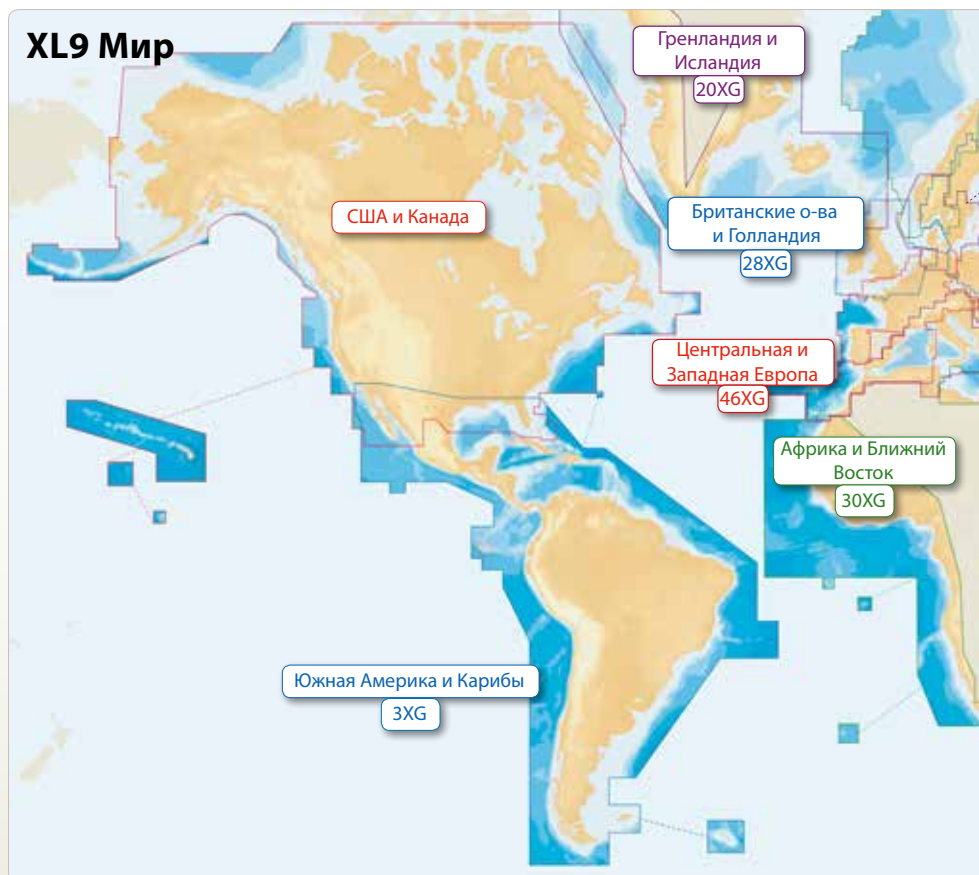 XL9 Мир
Гренландия и
Исландия
20XG
США и Канада
Британские о-ва
и Голландия
28XG
Центральная и
Западная Европа
46XG
Африка и Ближний
Восток
30XG
Южная Америка и Карибы
3XG